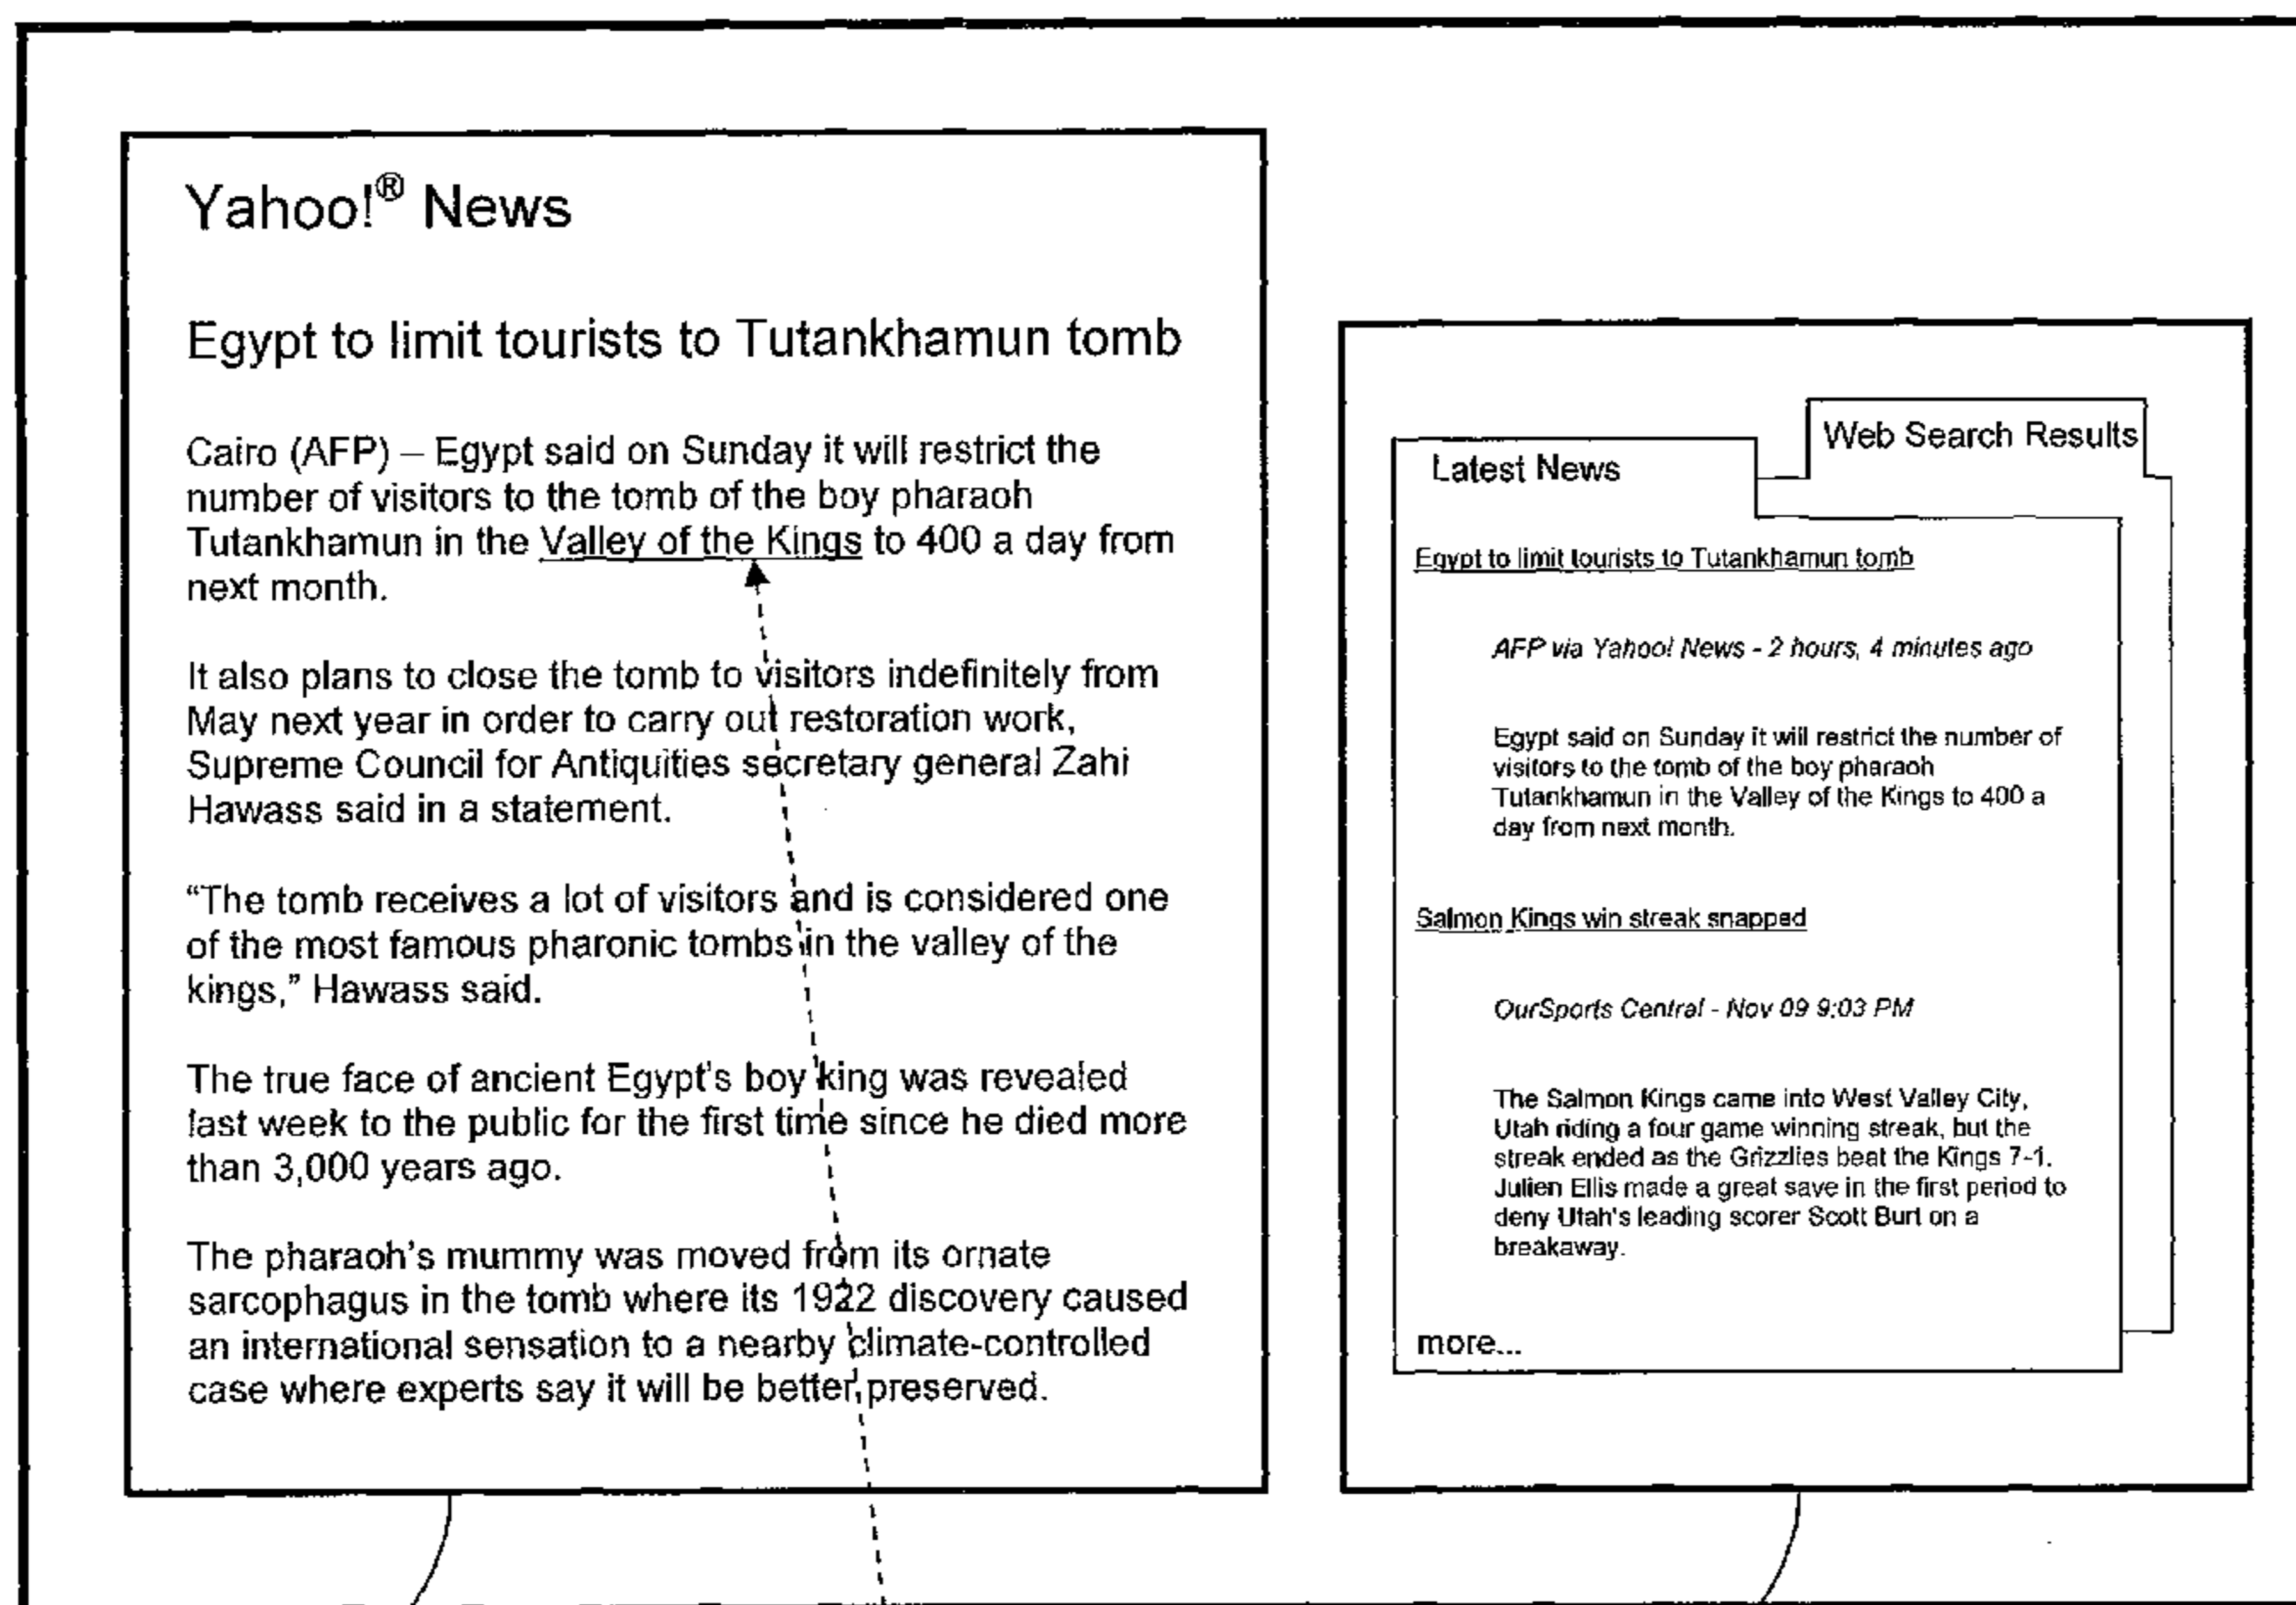 Yahoo!® News
Egypt to limit tourists to Tutankhamun tomb
Cairo (AFP) – Egypt said on Sunday it will restrict the
number of visitors to the tomb of the boy pharaoh
Tutankhamun in the Valley of the Kings to 400 a day from
next month.
It also plans to close the tomb to visitors indefinitely from
May next year in order to carry out restoration work,
Supreme Council for Antiquities secretary general Zahi
Hawass said in a statement.
“The tomb receives a lot of visitors and is considered one
of the most famous pharonic tombs in the valley of the
kings,” Hawass said.
The true face of ancient Egypt's boy king was revealed
last week to the public for the first time since he died more
than 3,000 years ago.
The pharaoh's mummy was moved from its ornate
sarcophagus in the tomb where its 1922 discovery caused
an international sensation to a nearby climate-controlled
case where experts say it will be better preserved.
Web Search Results
Latest News
Egypt to limit tourists to Tutankhamun tomb
AFP via Yahoo! News - 2 hours, 4 minutes ago
Egypt said on Sunday it will restrict the number of
visitors to the tomb of the boy pharaoh
Tutankhamun in the Valley of the Kings to 400 a
day from next month.
Salmon Kings win streak snapped
OurSports Central - Nov 09 9:03 PM
The Salmon Kings came into West Valley City,
Utah riding a four game winning streak, but the
streak ended as the Grizzlies beat the Kings 7-1.
Julien Ellis made a great save in the first period to
deny Utah's leading scorer Scott Burt on a
breakaway.
more...